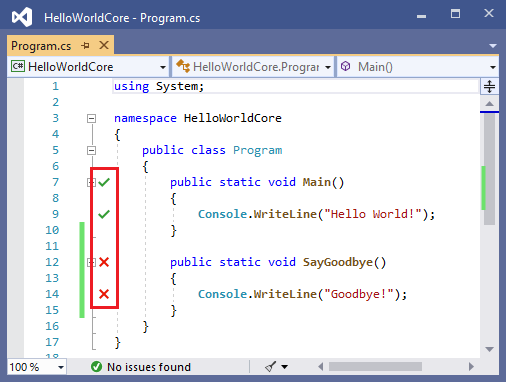 HelloWorldCore - Program.cs
Program.cs
C# HelloWorldCore HelloWorldCore.Program Main()
1 using System;
2
3 namespace HelloWorldCore
4 {
5 public class Program
6 {
7 public static void Main()
8 {
9 Console.WriteLine("Hello World!");
10 }
11
12 public static void SayGoodbye()
13 {
14 Console.WriteLine("Goodbye!");
15 }
16 }
17 }
18
100 % No issues found